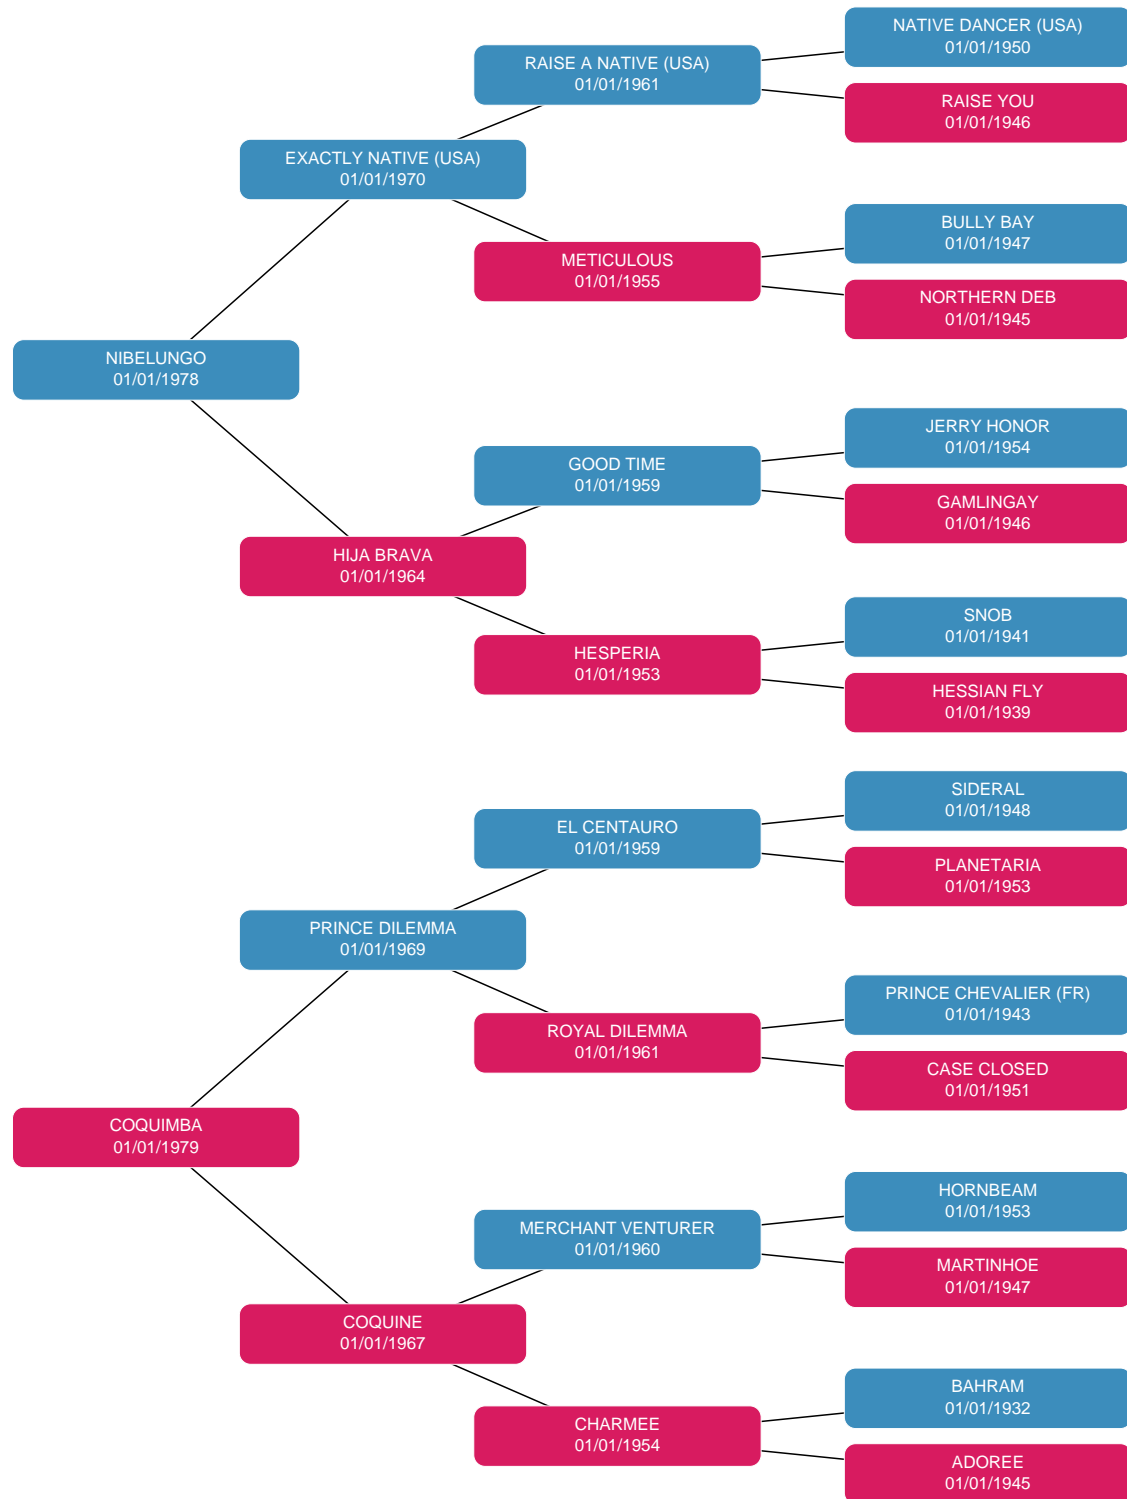 NATIVE DANCER (USA)
01/01/1950
RAISE A NATIVE (USA)
01/01/1961
RAISE YOU
01/01/1946
EXACTLY NATIVE (USA)
01/01/1970
BULLY BAY
01/01/1947
METICULOUS
01/01/1955
NORTHERN DEB
01/01/1945
NIBELUNGO
01/01/1978
JERRY HONOR
01/01/1954
GOOD TIME
01/01/1959
GAMLINGAY
01/01/1946
HIJA BRAVA
01/01/1964
SNOB
01/01/1941
HESPERIA
01/01/1953
HESSIAN FLY
01/01/1939
SIDERAL
01/01/1948
EL CENTAURO
01/01/1959
PLANETARIA
01/01/1953
PRINCE DILEMMA
01/01/1969
PRINCE CHEVALIER (FR)
01/01/1943
ROYAL DILEMMA
01/01/1961
CASE CLOSED
01/01/1951
COQUIMBA
01/01/1979
HORNBEAM
01/01/1953
MERCHANT VENTURER
01/01/1960
MARTINHOE
01/01/1947
COQUINE
01/01/1967
BAHRAM
01/01/1932
CHARMEE
01/01/1954
ADOREE
01/01/1945